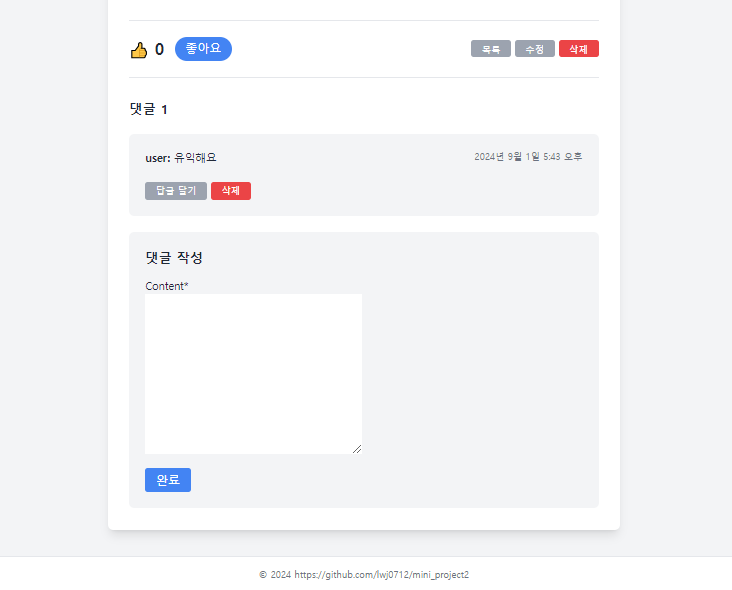 👍 0 좋아요 목록 수정 삭제
댓글 1
user: 유익해요 2024년 9월 1일 5:43 오후
답글 달기 삭제
댓글 작성
Content*
완료
© 2024 https://github.com/lwj0712/mini_project2